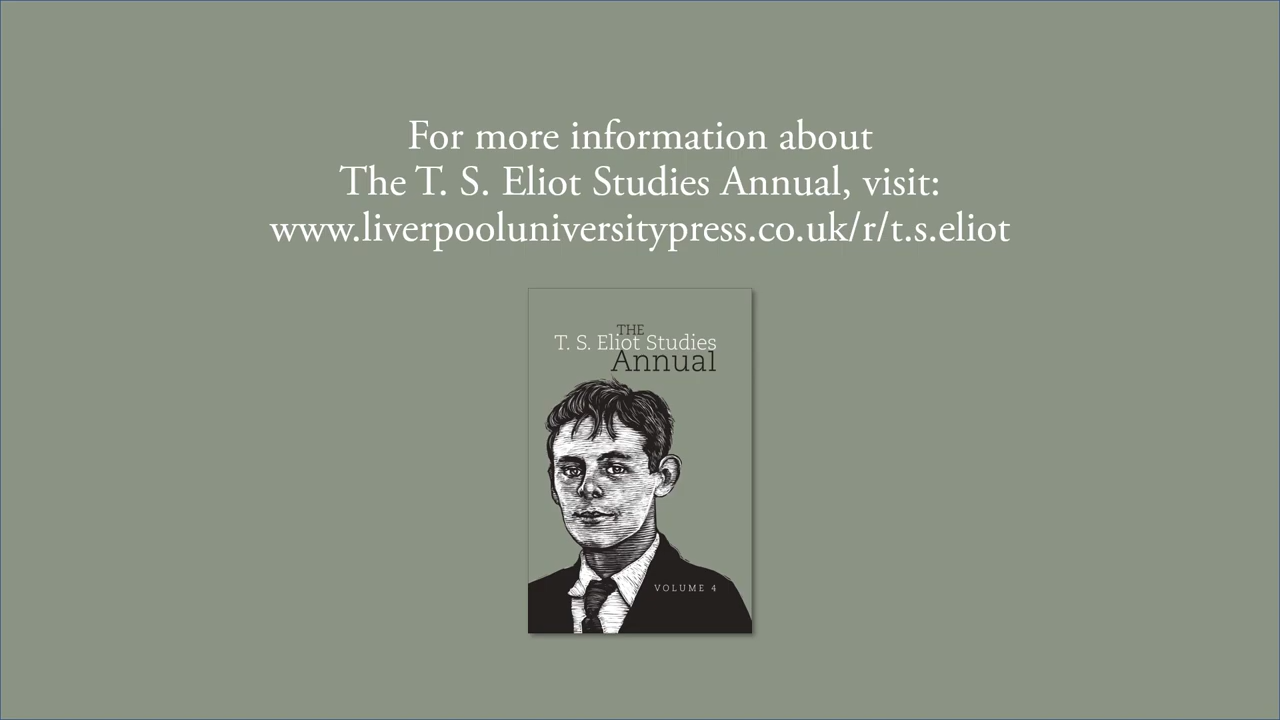 For more information about
The T. S. Eliot Studies Annual, visit:
www.liverpooluniversitypress.co.uk/r/t.s.eliot
THE
T. S. Eliot Studies
Annual
VOLUME 4